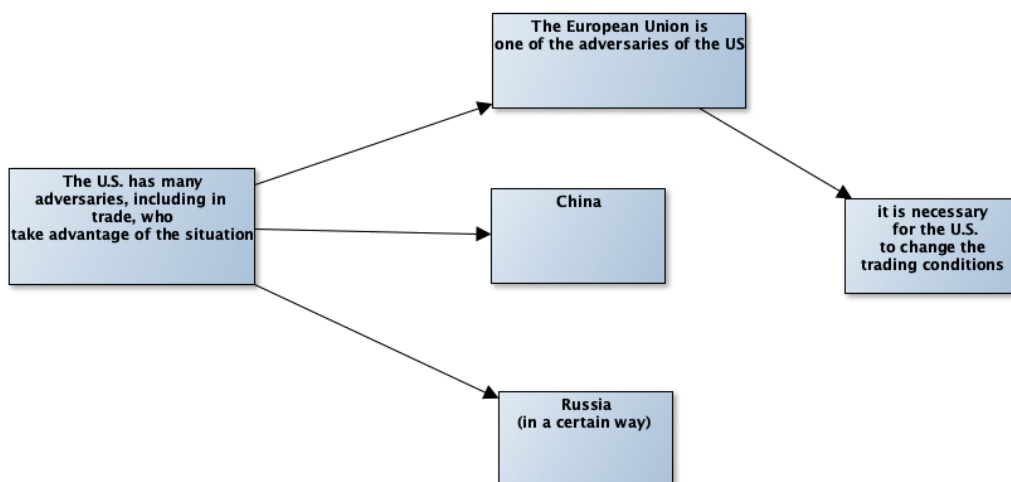 The European Union is
one of the adversaries of the US
The U.S. has many
adversaries, including in
trade, who
take advantage of the situation
China
it is necessary
for the U.S.
to change the
trading conditions
Russia
(in a certain way)